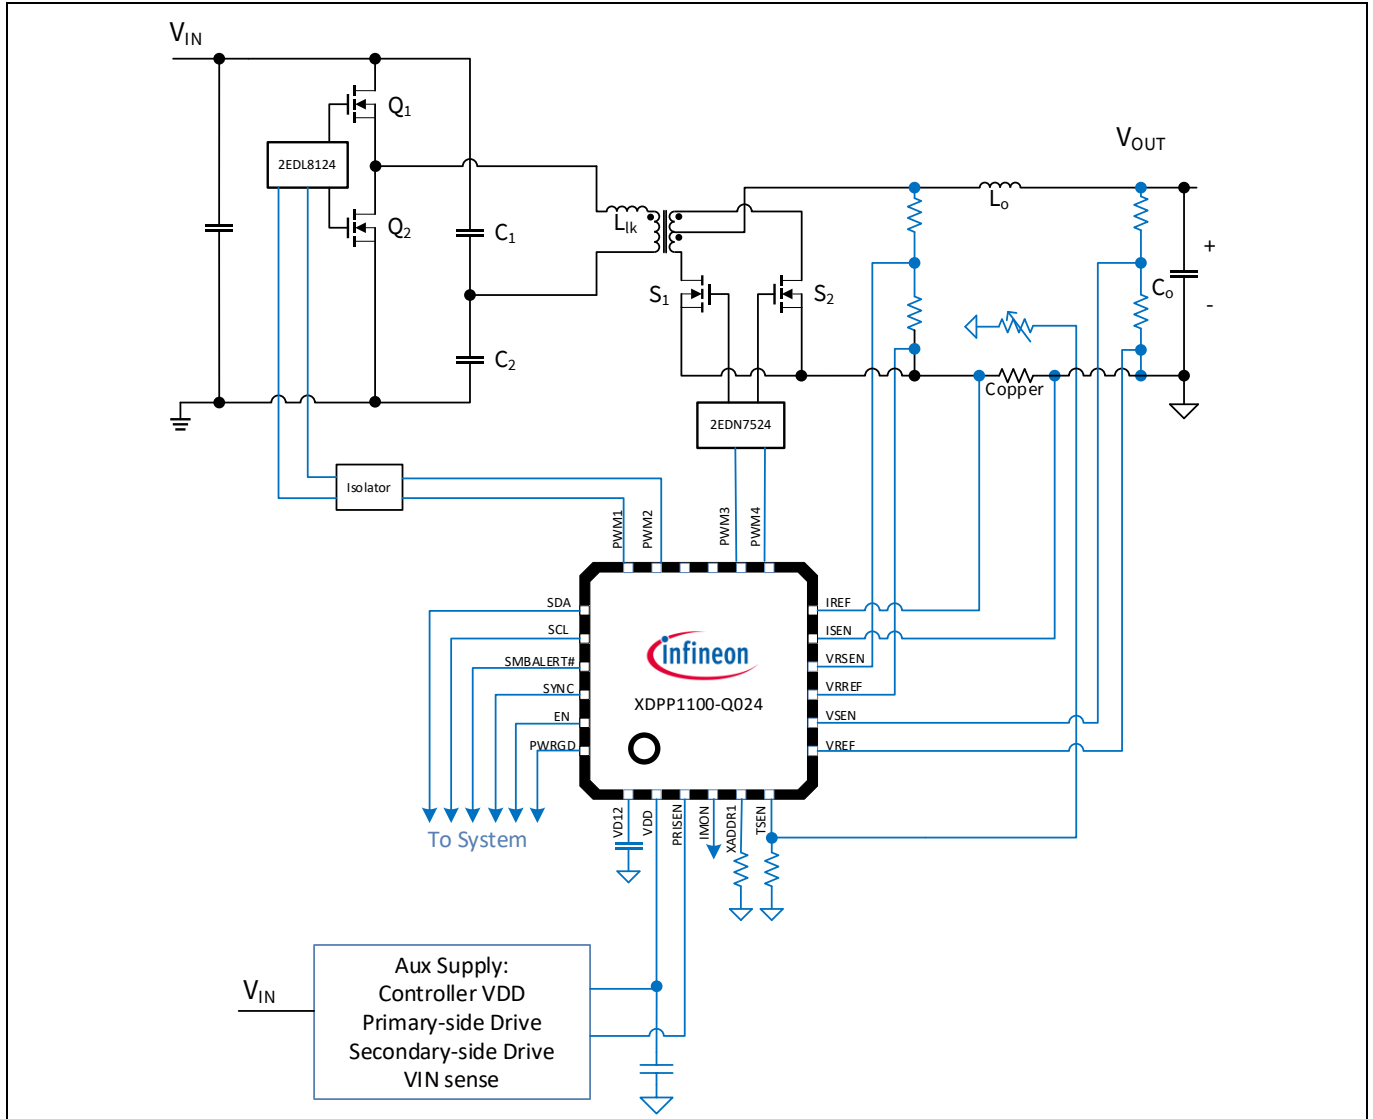 VIN
Q1
2EDL8124
Q2
C1
C2
Llk
S1
S2
VOUT
Lo
Co
+
-
Copper
2EDN7524
Isolator
PWM1
PWM2
PWM3
PWM4
SDA
SCL
SMBALERT#
SYNC
EN
PWRGD
infineon
XDPP1100-Q024
IREF
ISEN
VRSEN
VRREF
VSEN
VREF
VD12
VDD
PRISEN
IMON
XADDR1
TSEN
To System
VIN
Aux Supply:
Controller VDD
Primary-side Drive
Secondary-side Drive
VIN sense